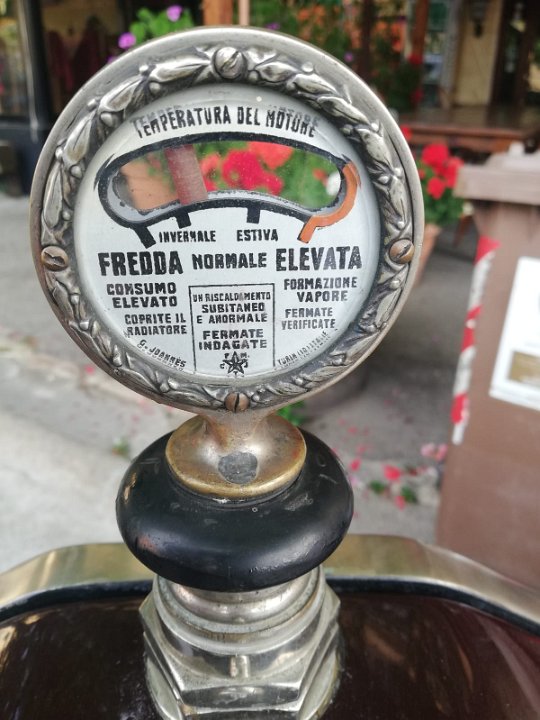 TEMPERATURA DEL MOTORE
INVERNALE ESTIVA
FREDDA NORMALE ELEVATA
CONSUMO
ELEVATO
COPRITE IL
RADIATORE
UN RISCALDAMENTO
SUBITANEO
E ANORMALE
FERMATE
INDAGATE
FORMAZIONE
VAPORE
FERMATE
VERIFICATE
G. JOANNÈS